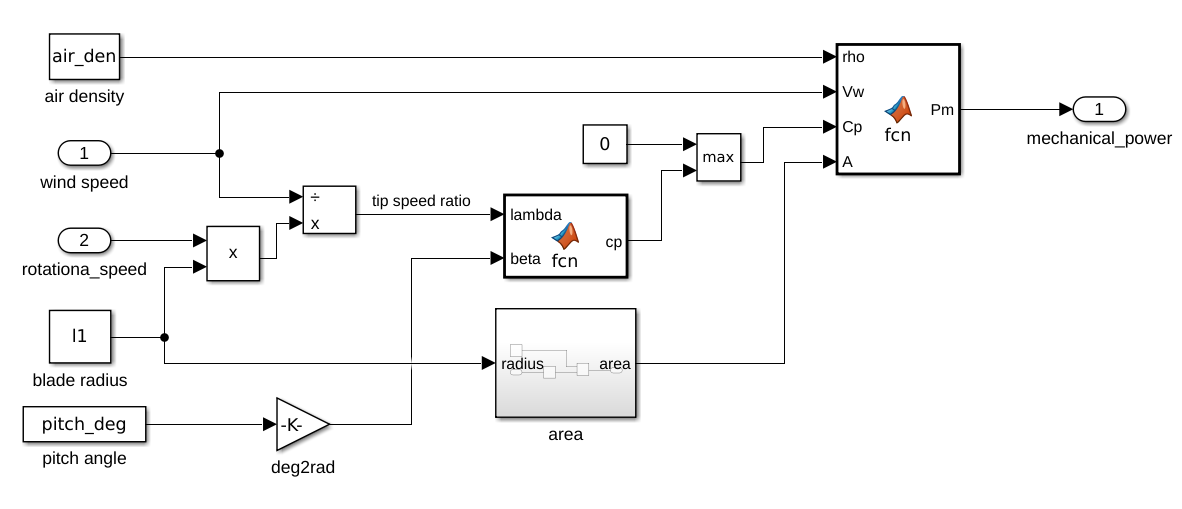 air_den
air density
1
wind speed
2
rotationa_speed
l1
blade radius
pitch_deg
pitch angle
-K-
deg2rad
x
÷
x
tip speed ratio
lambda
beta
cp
fcn
0
max
radius
area
area
rho
Vw
Cp
A
Pm
fcn
1
mechanical_power